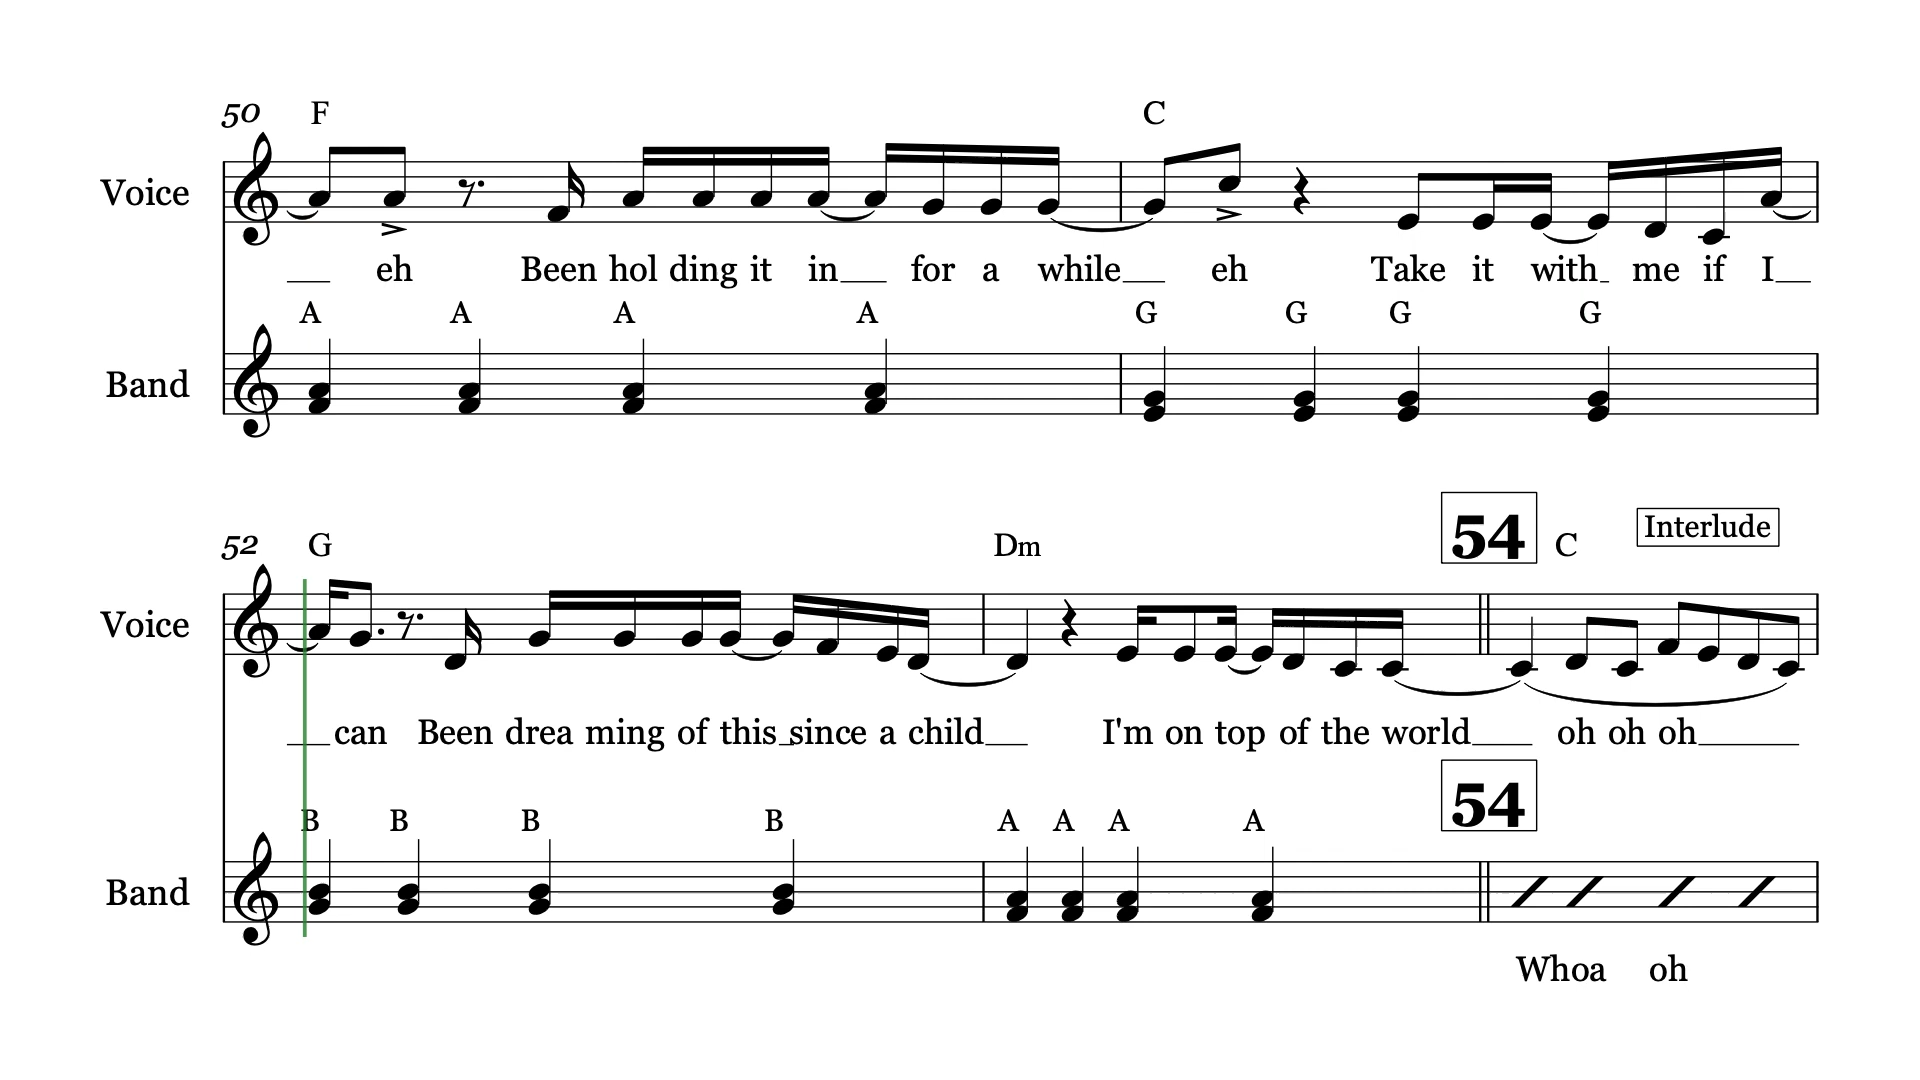 50 F C
Voice
eh Been hol ding it in for a while eh Take it with me if I
A A A A G G G G
Band
54 Interlude
52 G Dm C
Voice
can Been drea ming of this since a child I'm on top of the world oh oh oh
54
B B B B A A A A
Band
Whoa oh